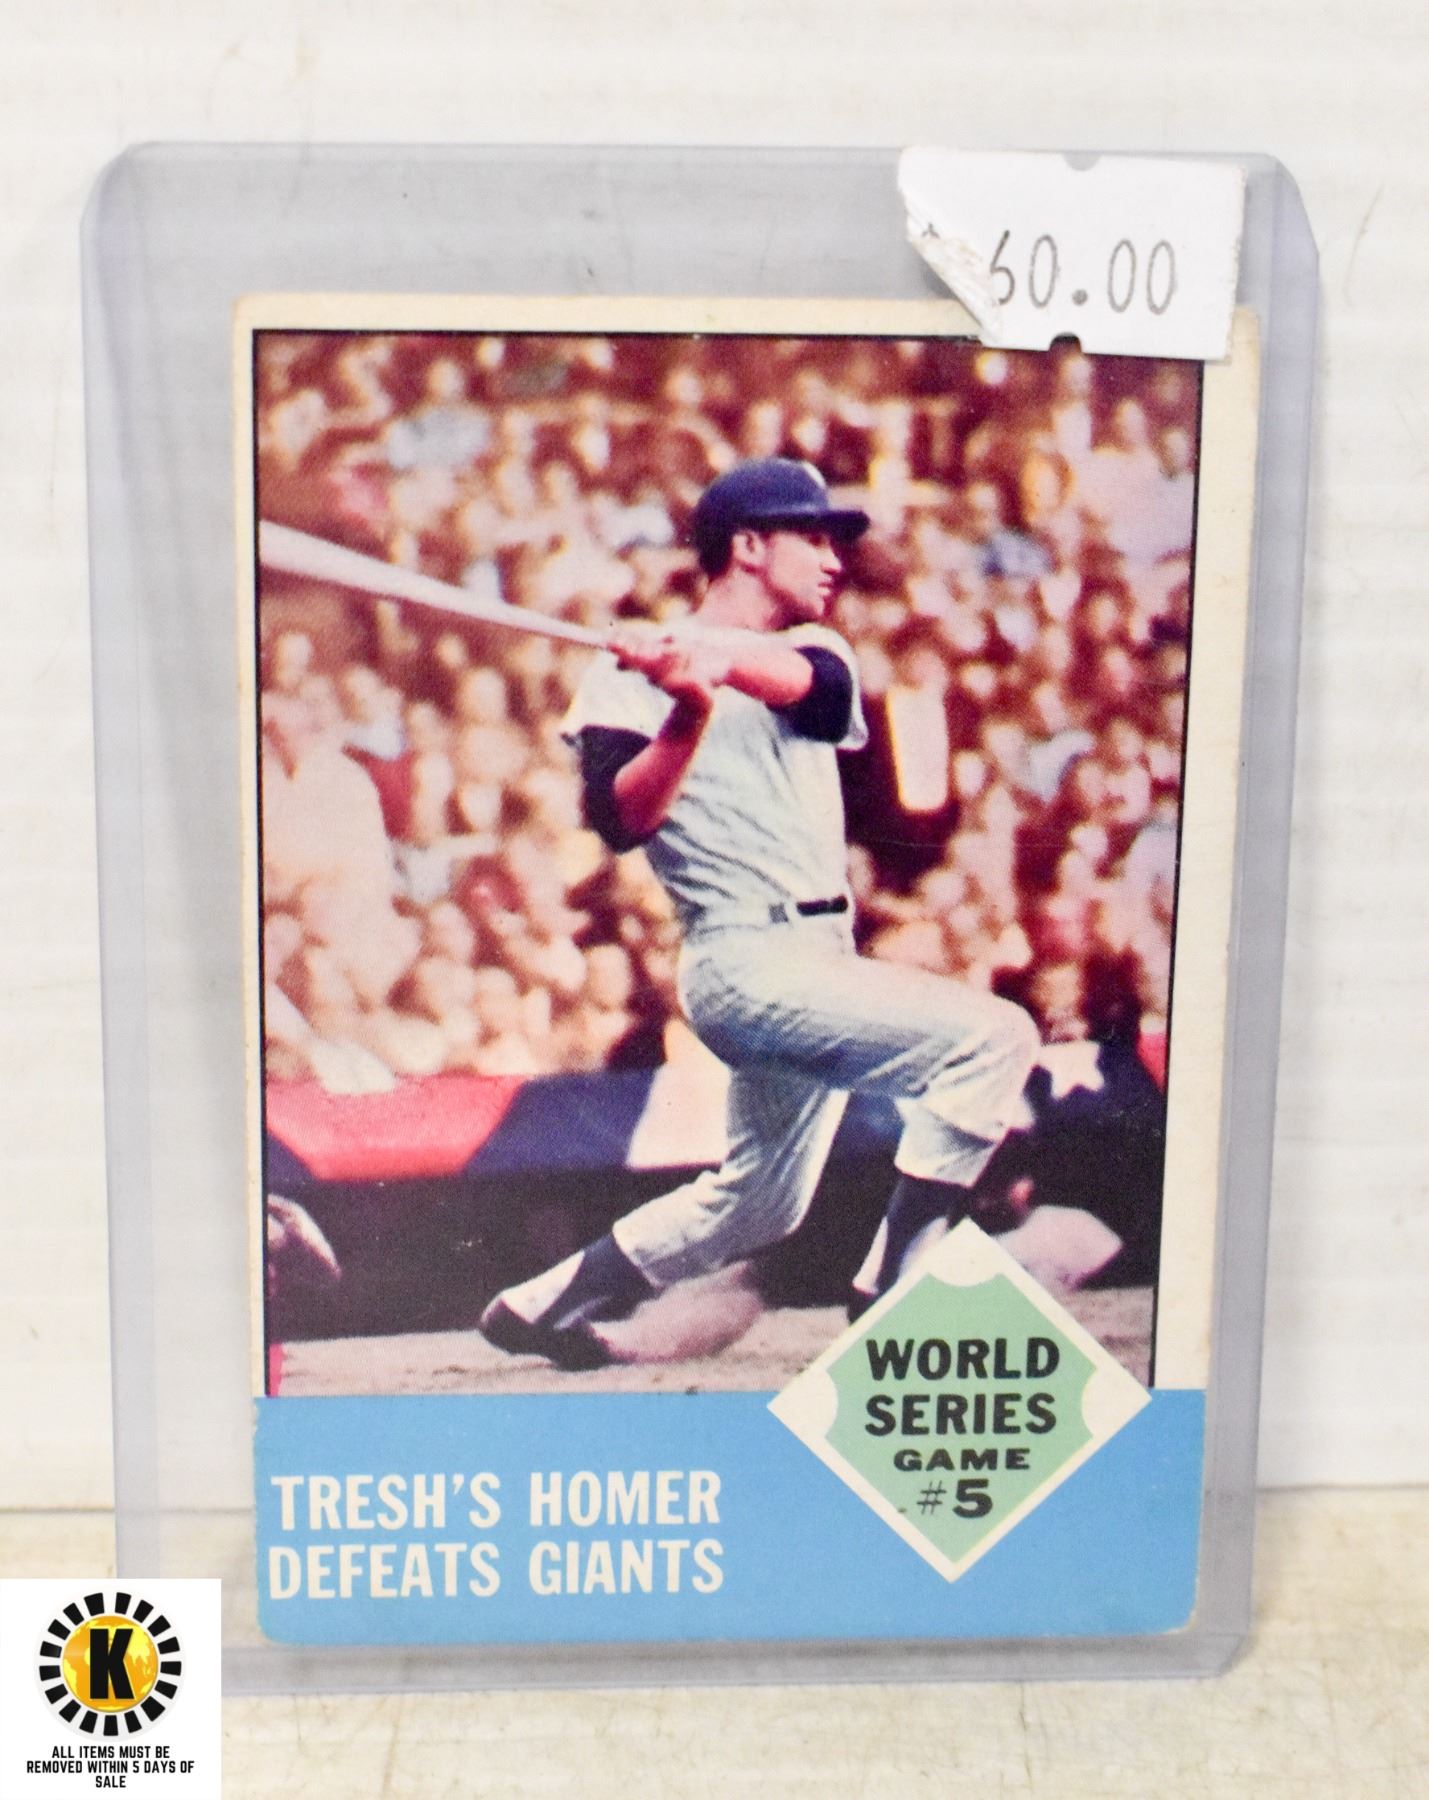 60.00
WORLD
SERIES
GAME
#5
TRESH'S HOMER
DEFEATS GIANTS
K
ALL ITEMS MUST BE
REMOVED WITHIN 5 DAYS OF
SALE